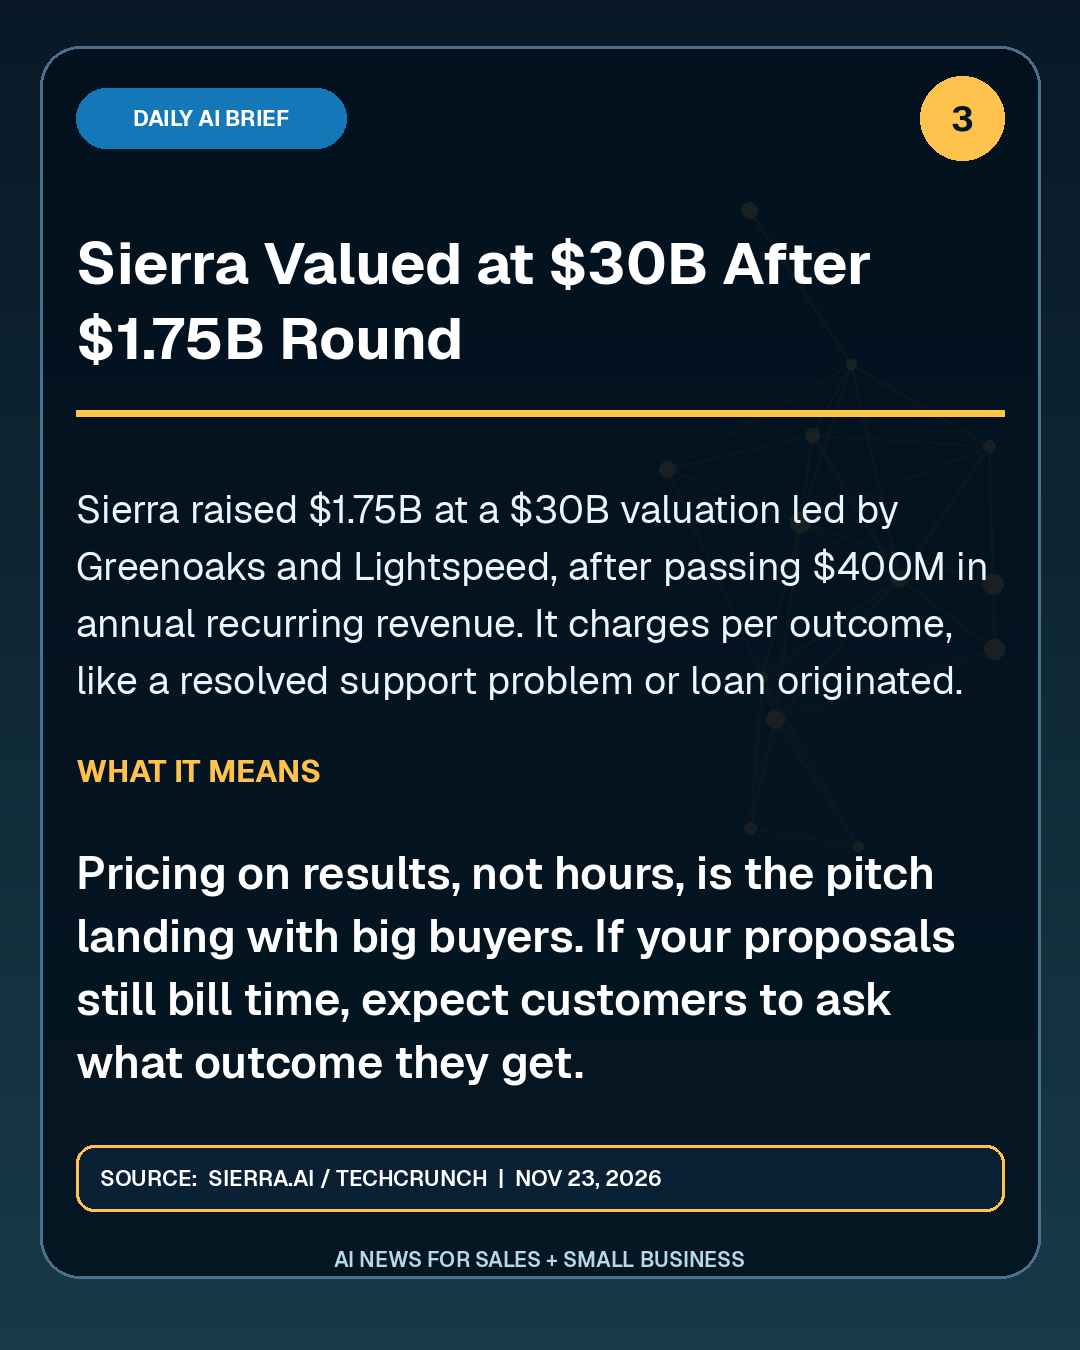 DAILY AI BRIEF
3
Sierra Valued at $30B After
$1.75B Round
Sierra raised $1.75B at a $30B valuation led by
Greenoaks and Lightspeed, after passing $400M in
annual recurring revenue. It charges per outcome,
like a resolved support problem or loan originated.
WHAT IT MEANS
Pricing on results, not hours, is the pitch
landing with big buyers. If your proposals
still bill time, expect customers to ask
what outcome they get.
SOURCE: SIERRA.AI / TECHCRUNCH | NOV 23, 2026
AI NEWS FOR SALES + SMALL BUSINESS